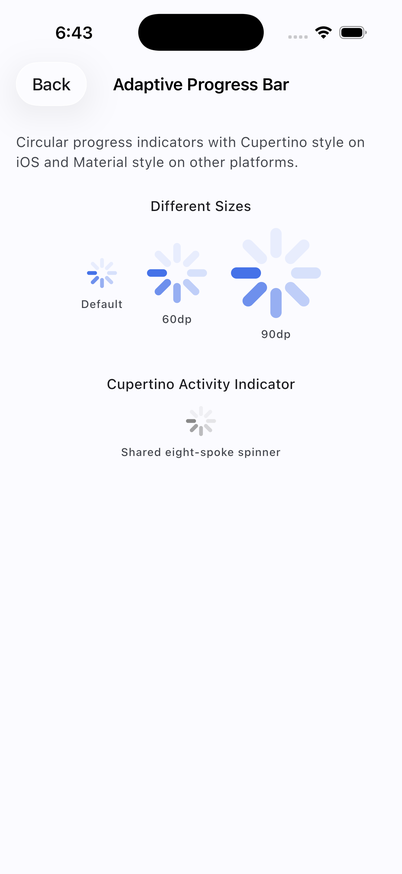 6:43
Back
Adaptive Progress Bar
Circular progress indicators with Cupertino style on
iOS and Material style on other platforms.
Different Sizes
Default
60dp
90dp
Cupertino Activity Indicator
Shared eight-spoke spinner